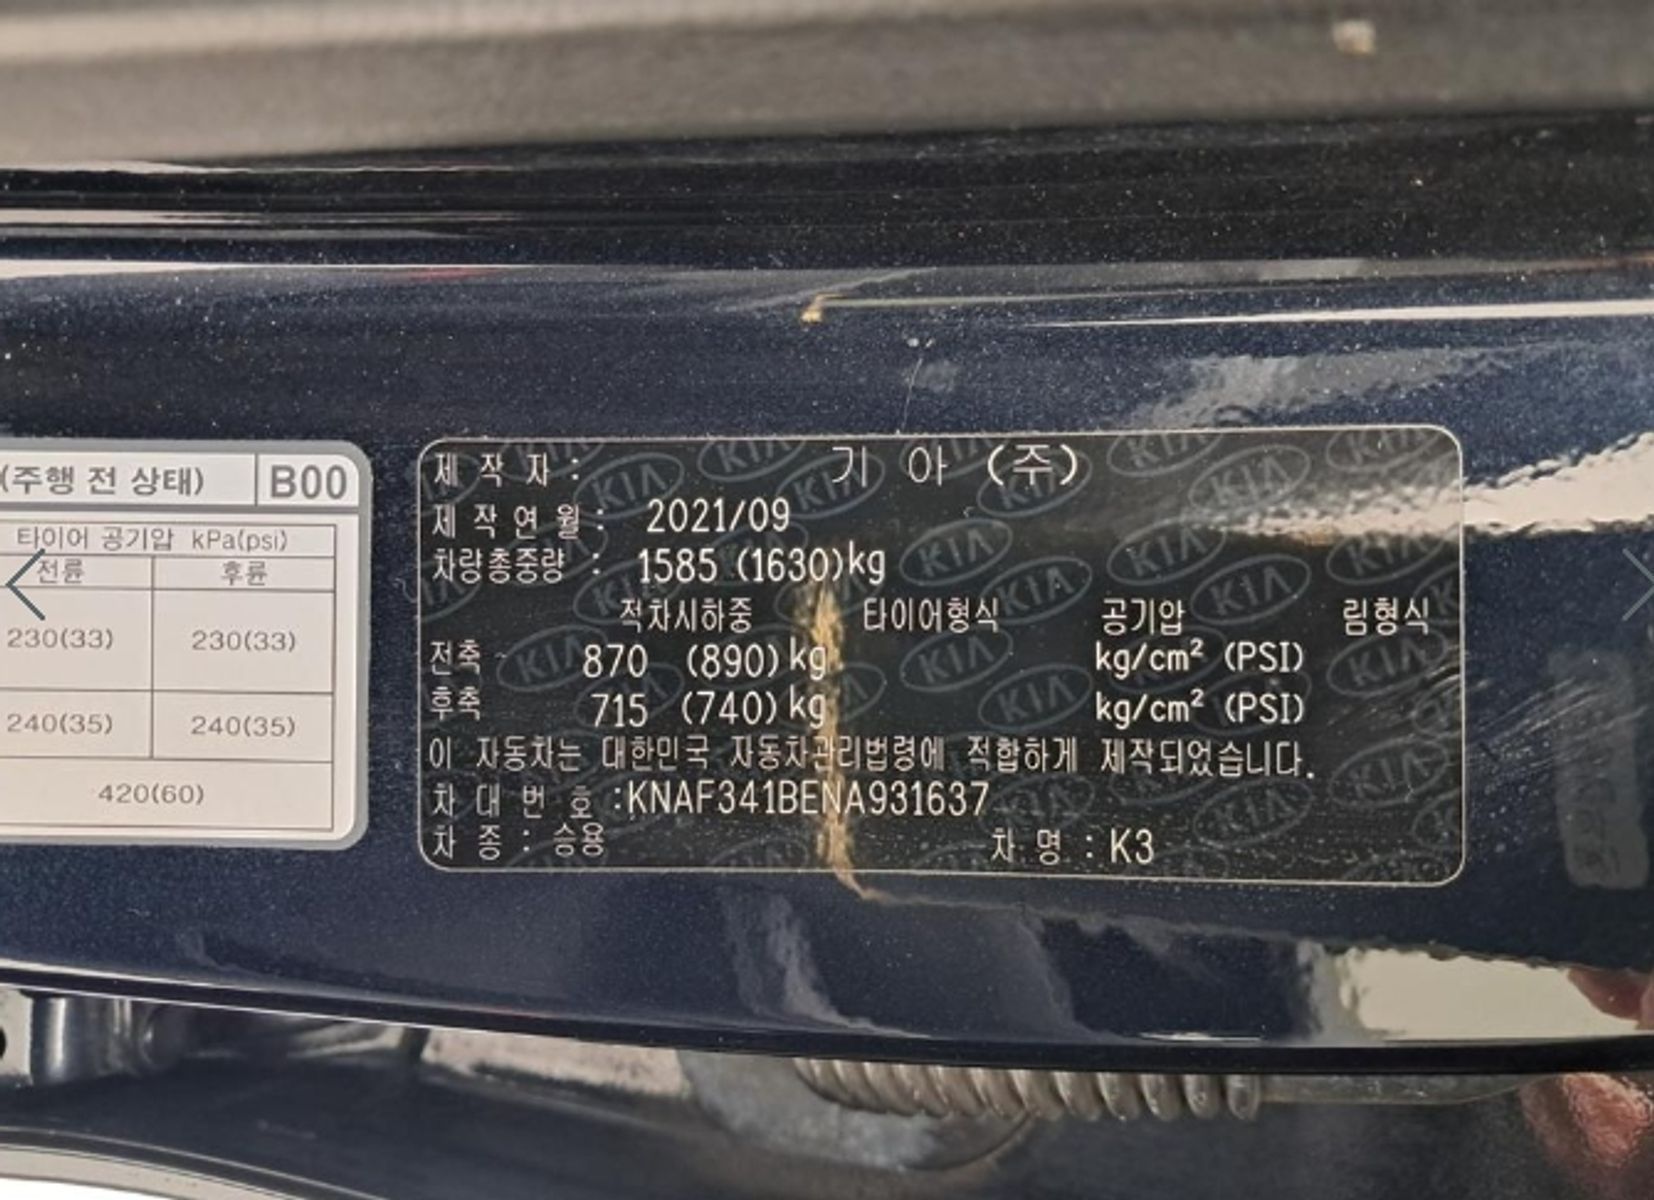 (주행 전 상태) B00
타이어 공기압 kPa(psi)
전륜 후륜
230(33) 230(33)
240(35) 240(35)
420(60)
제 작 자 : 기 아 (주)
제 작 연 월 : 2021/09
차량총중량 : 1585 (1630)kg
적차시하중 타이어형식 공기압 림형식
전축 870 (890)kg kg/cm² (PSI)
후축 715 (740)kg kg/cm² (PSI)
이 자동차는 대한민국 자동차관리법령에 적합하게 제작되었습니다.
차 대 번 호 :KNAF341BENA931637
차 종 : 승용 차 명 : K3